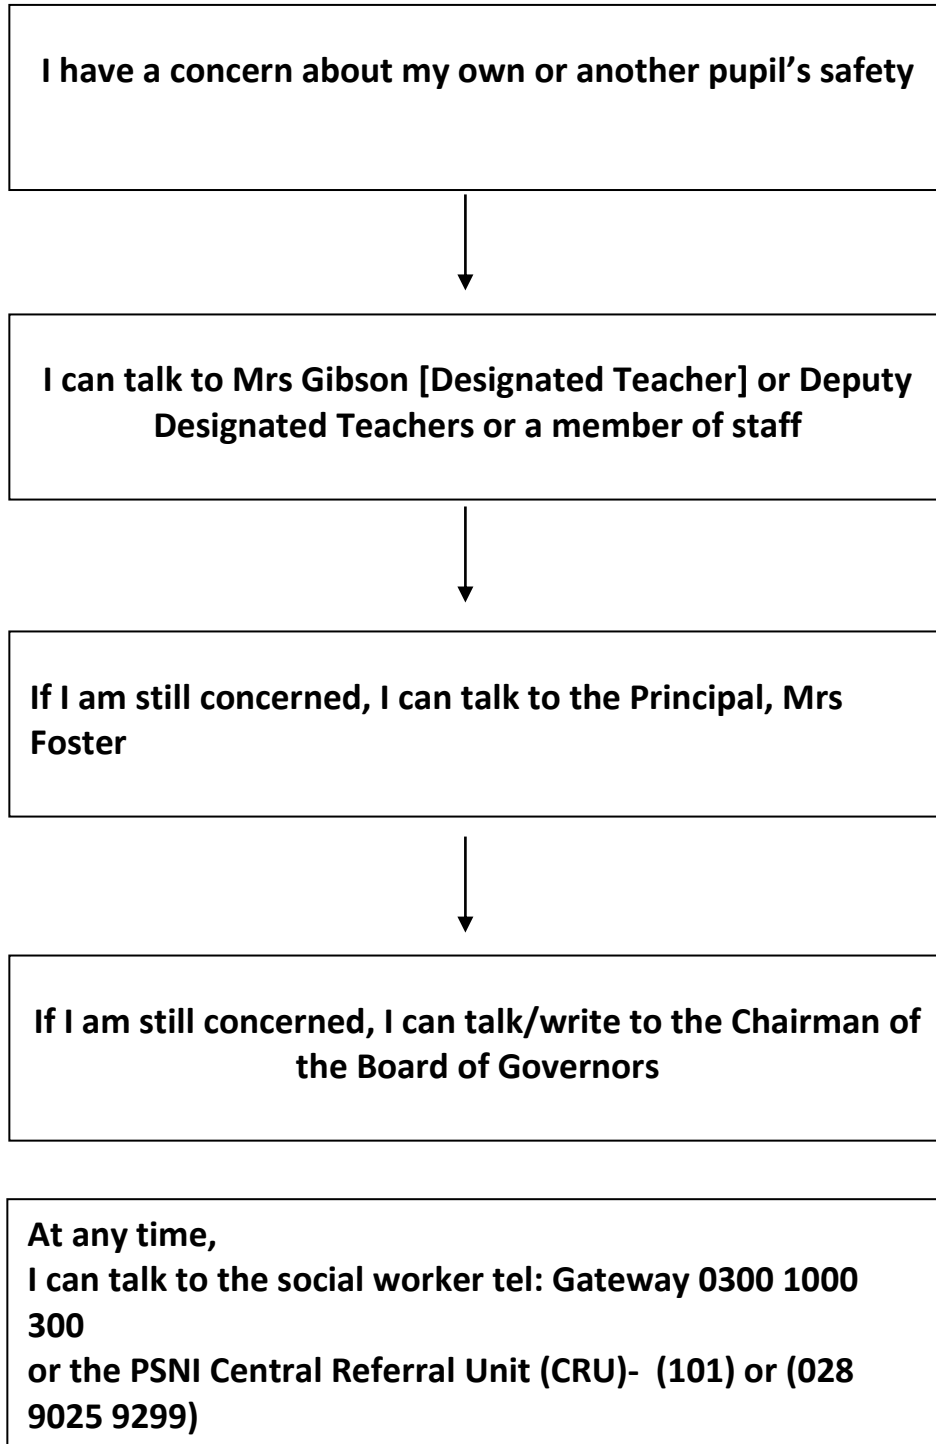 I have a concern about my own or another pupil’s safety
I can talk to Mrs Gibson [Designated Teacher] or Deputy
Designated Teachers or a member of staff
If I am still concerned, I can talk to the Principal, Mrs
Foster
If I am still concerned, I can talk/write to the Chairman of
the Board of Governors
At any time,
I can talk to the social worker tel: Gateway 0300 1000
300
or the PSNI Central Referral Unit (CRU)-  (101) or (028
9025 9299)